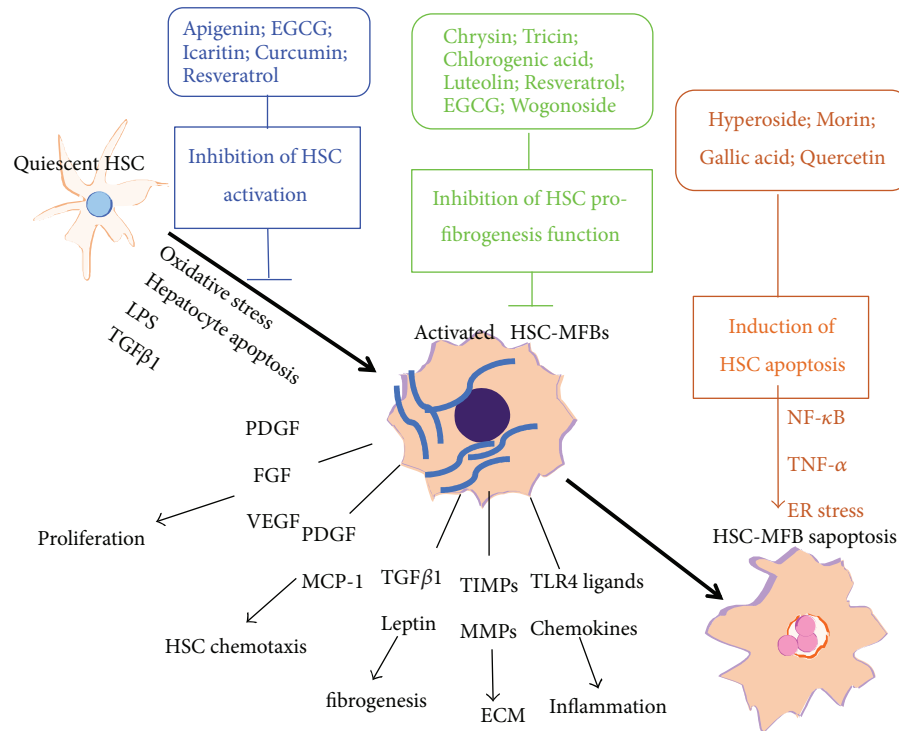 Apigenin; EGCG;
Icaritin; Curcumin;
Resveratrol
Chrysin; Tricin;
Chlorogenic acid;
Luteolin; Resveratrol;
EGCG; Wogonoside
Hyperoside; Morin;
Gallic acid; Quercetin
Quiescent HSC
Inhibition of HSC
activation
Inhibition of HSC pro-
fibrogenesis function
Induction of
HSC apoptosis
Oxidative stress
Hepatocyte apoptosis
LPS
TGFβ1
Activated HSC-MFBs
NF-κB
TNF-α
ER stress
HSC-MFB sapoptosis
PDGF
FGF
VEGF
Proliferation
PDGF
MCP-1
HSC chemotaxis
TGFβ1
Leptin
fibrogenesis
TIMPs
MMPs
ECM
TLR4 ligands
Chemokines
Inflammation